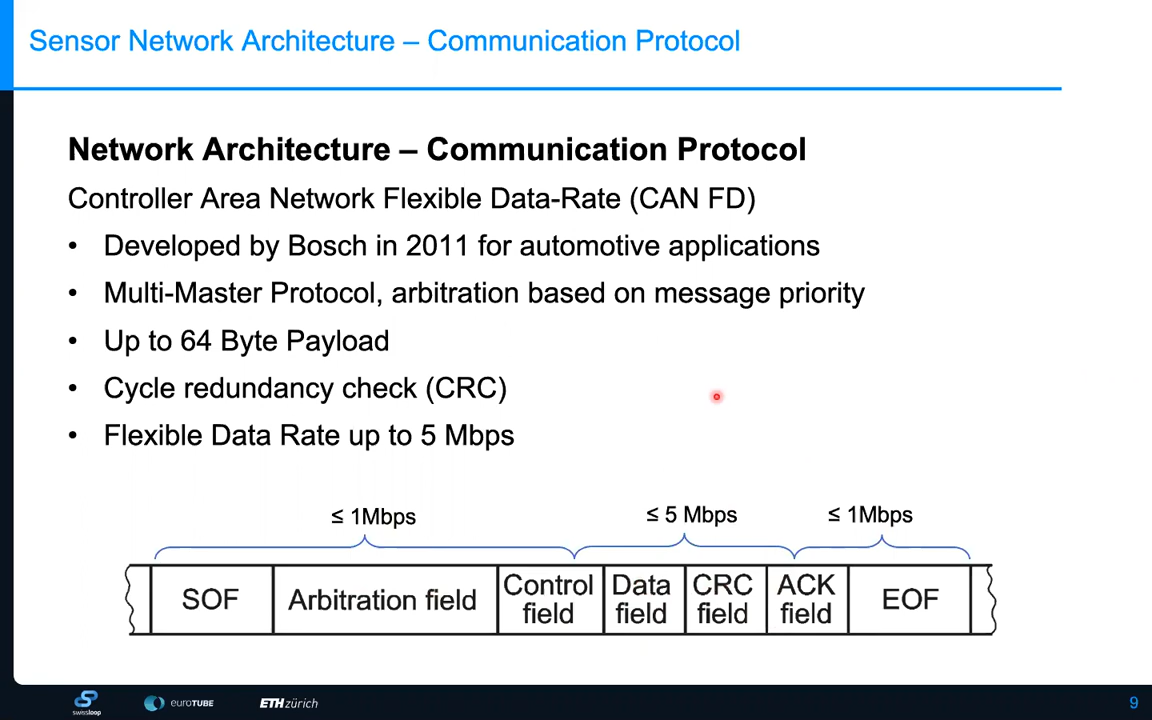 Sensor Network Architecture – Communication Protocol
Network Architecture – Communication Protocol
Controller Area Network Flexible Data-Rate (CAN FD)
• Developed by Bosch in 2011 for automotive applications
• Multi-Master Protocol, arbitration based on message priority
• Up to 64 Byte Payload
• Cycle redundancy check (CRC)
• Flexible Data Rate up to 5 Mbps
≤ 1Mbps
≤ 5 Mbps
≤ 1Mbps
SOF
Arbitration field
Control
field
Data
field
CRC
field
ACK
field
EOF
swissloop
euroTUBE
ETH zürich
9